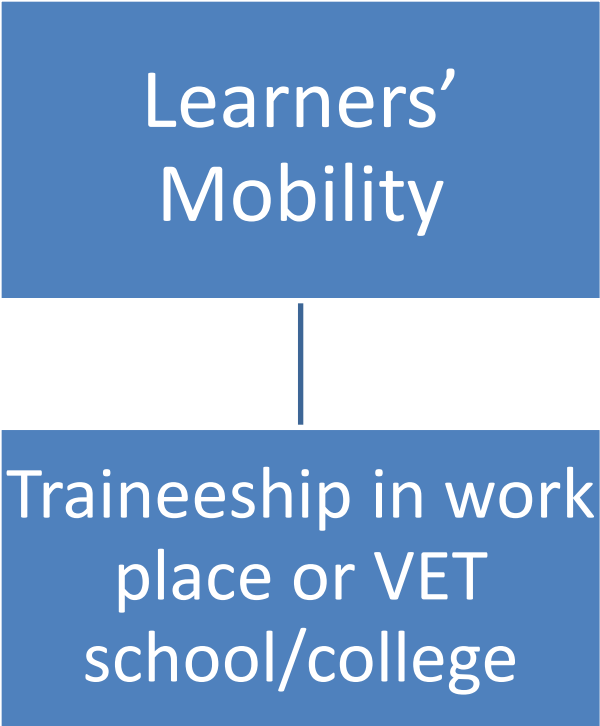 Learners’
Mobility
Traineeship in work
place or VET
school/college